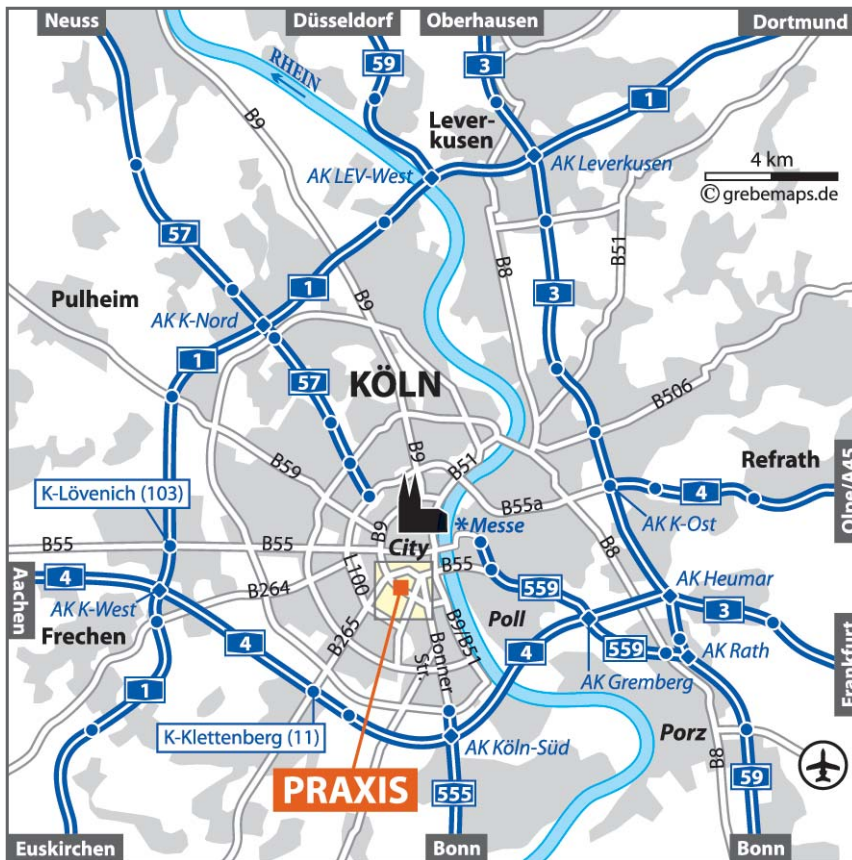 Neuss
Düsseldorf
Oberhausen
Dortmund
RHEIN
59
3
1
B9
Lever-
kusen
AK LEV-West
AK Leverkusen
4 km
© grebemaps.de
57
B51
B8
1
B9
3
Pulheim
AK K-Nord
1
57
KÖLN
B506
B59
B9
B51
Refrath
Olpe/A45
K-Lövenich (103)
B55a
4
AK K-Ost
*Messe
B9
City
B55
B55
L100
B55
B8
Aachen
4
AK K-West
B264
559
AK Heumar
3
Frechen
Poll
B9/B51
4
B265
Bonner
Str.
4
559
AK Rath
AK Gremberg
Frankfurt
1
K-Klettenberg (11)
AK Köln-Süd
Porz
B8
PRAXIS
555
59
Euskirchen
Bonn
Bonn